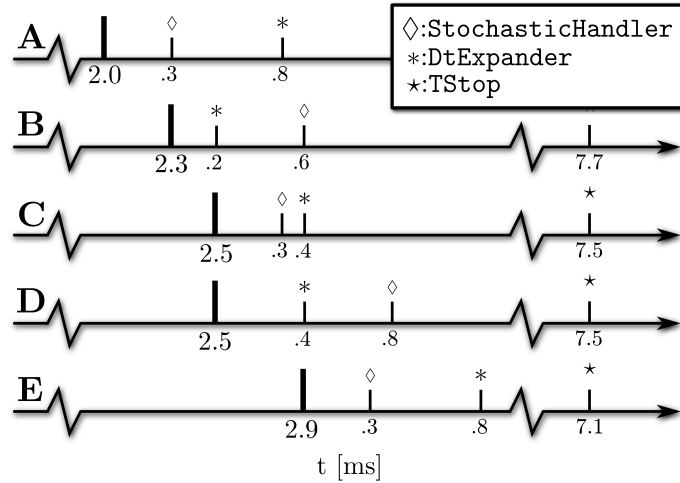 A
2.0 .3 .8
◇:StochasticHandler
*:DtExpander
⋆:TStop
B
2.3 .2 .6 7.7
C
2.5 .3 .4 7.5
D
2.5 .4 .8 7.5
E
2.9 .3 .8 7.1
t [ms]